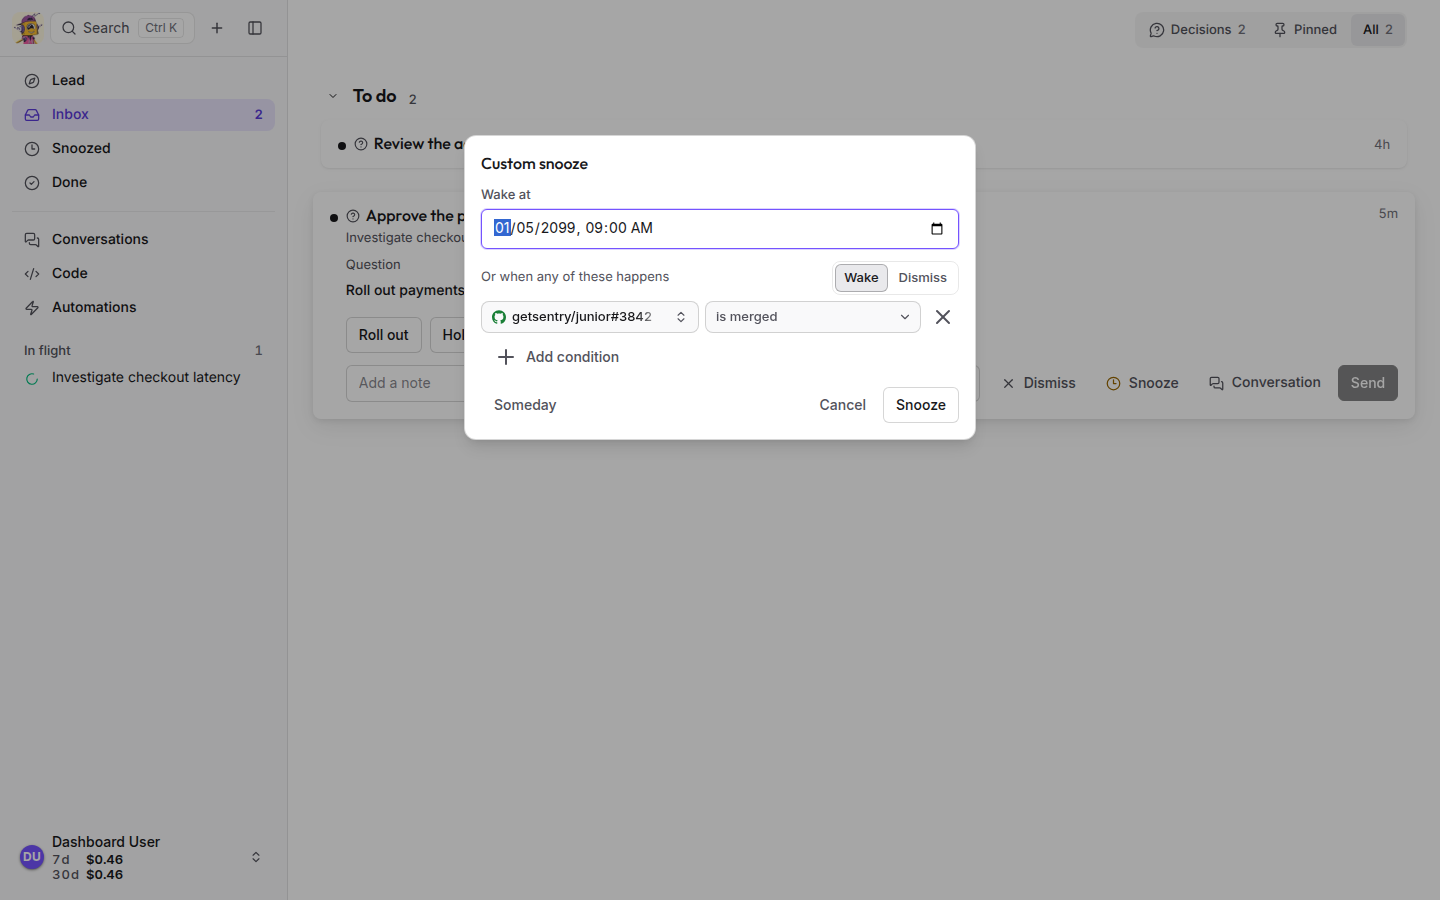 Search Ctrl K
Decisions 2
Pinned
All 2
Lead
Inbox 2
Snoozed
Done
Conversations
Code
Automations
In flight 1
Investigate checkout latency
To do 2
Review the 4h
Approve the 5m
Investigate
Question
Roll out payments
Roll out
Add a note
Dismiss
Snooze
Conversation
Send
Custom snooze
Wake at
01/05/2099, 09:00 AM
Or when any of these happens
Wake Dismiss
getsentry/junior#3842 is merged
Add condition
Someday Cancel Snooze
DU
Dashboard User
7d $0.46
30d $0.46